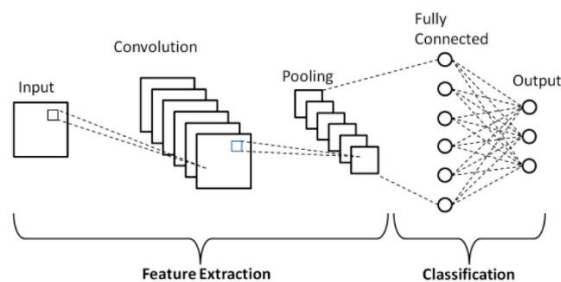 Input
Convolution
Pooling
Fully
Connected
Output
Feature Extraction
Classification